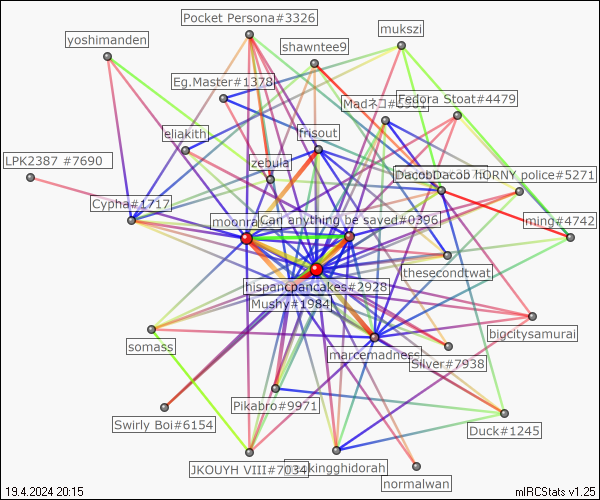 Pocket Persona#3326
mukszi
yoshimanden
shawntee9
Eg.Master#1378
Fedora Stoat#4479
Madネコ
eliakith
frisout
zebula
LPK2387 #7690
DacobDacob hORNY police#5271
Cypha#1717
moonra
Can anything be saved#0396
ming#4742
thesecondtwat
hispanicpancakes#2928
Mushy#1984
bigcitysamurai
somass
marcemadness
Silver#7938
Pikabro#9971
Swirly Boi#6154
Duck#1245
JKOUYH VIII#7034
kingghidorah
normalwan
19.4.2024 20:15
mIRCStats v1.25